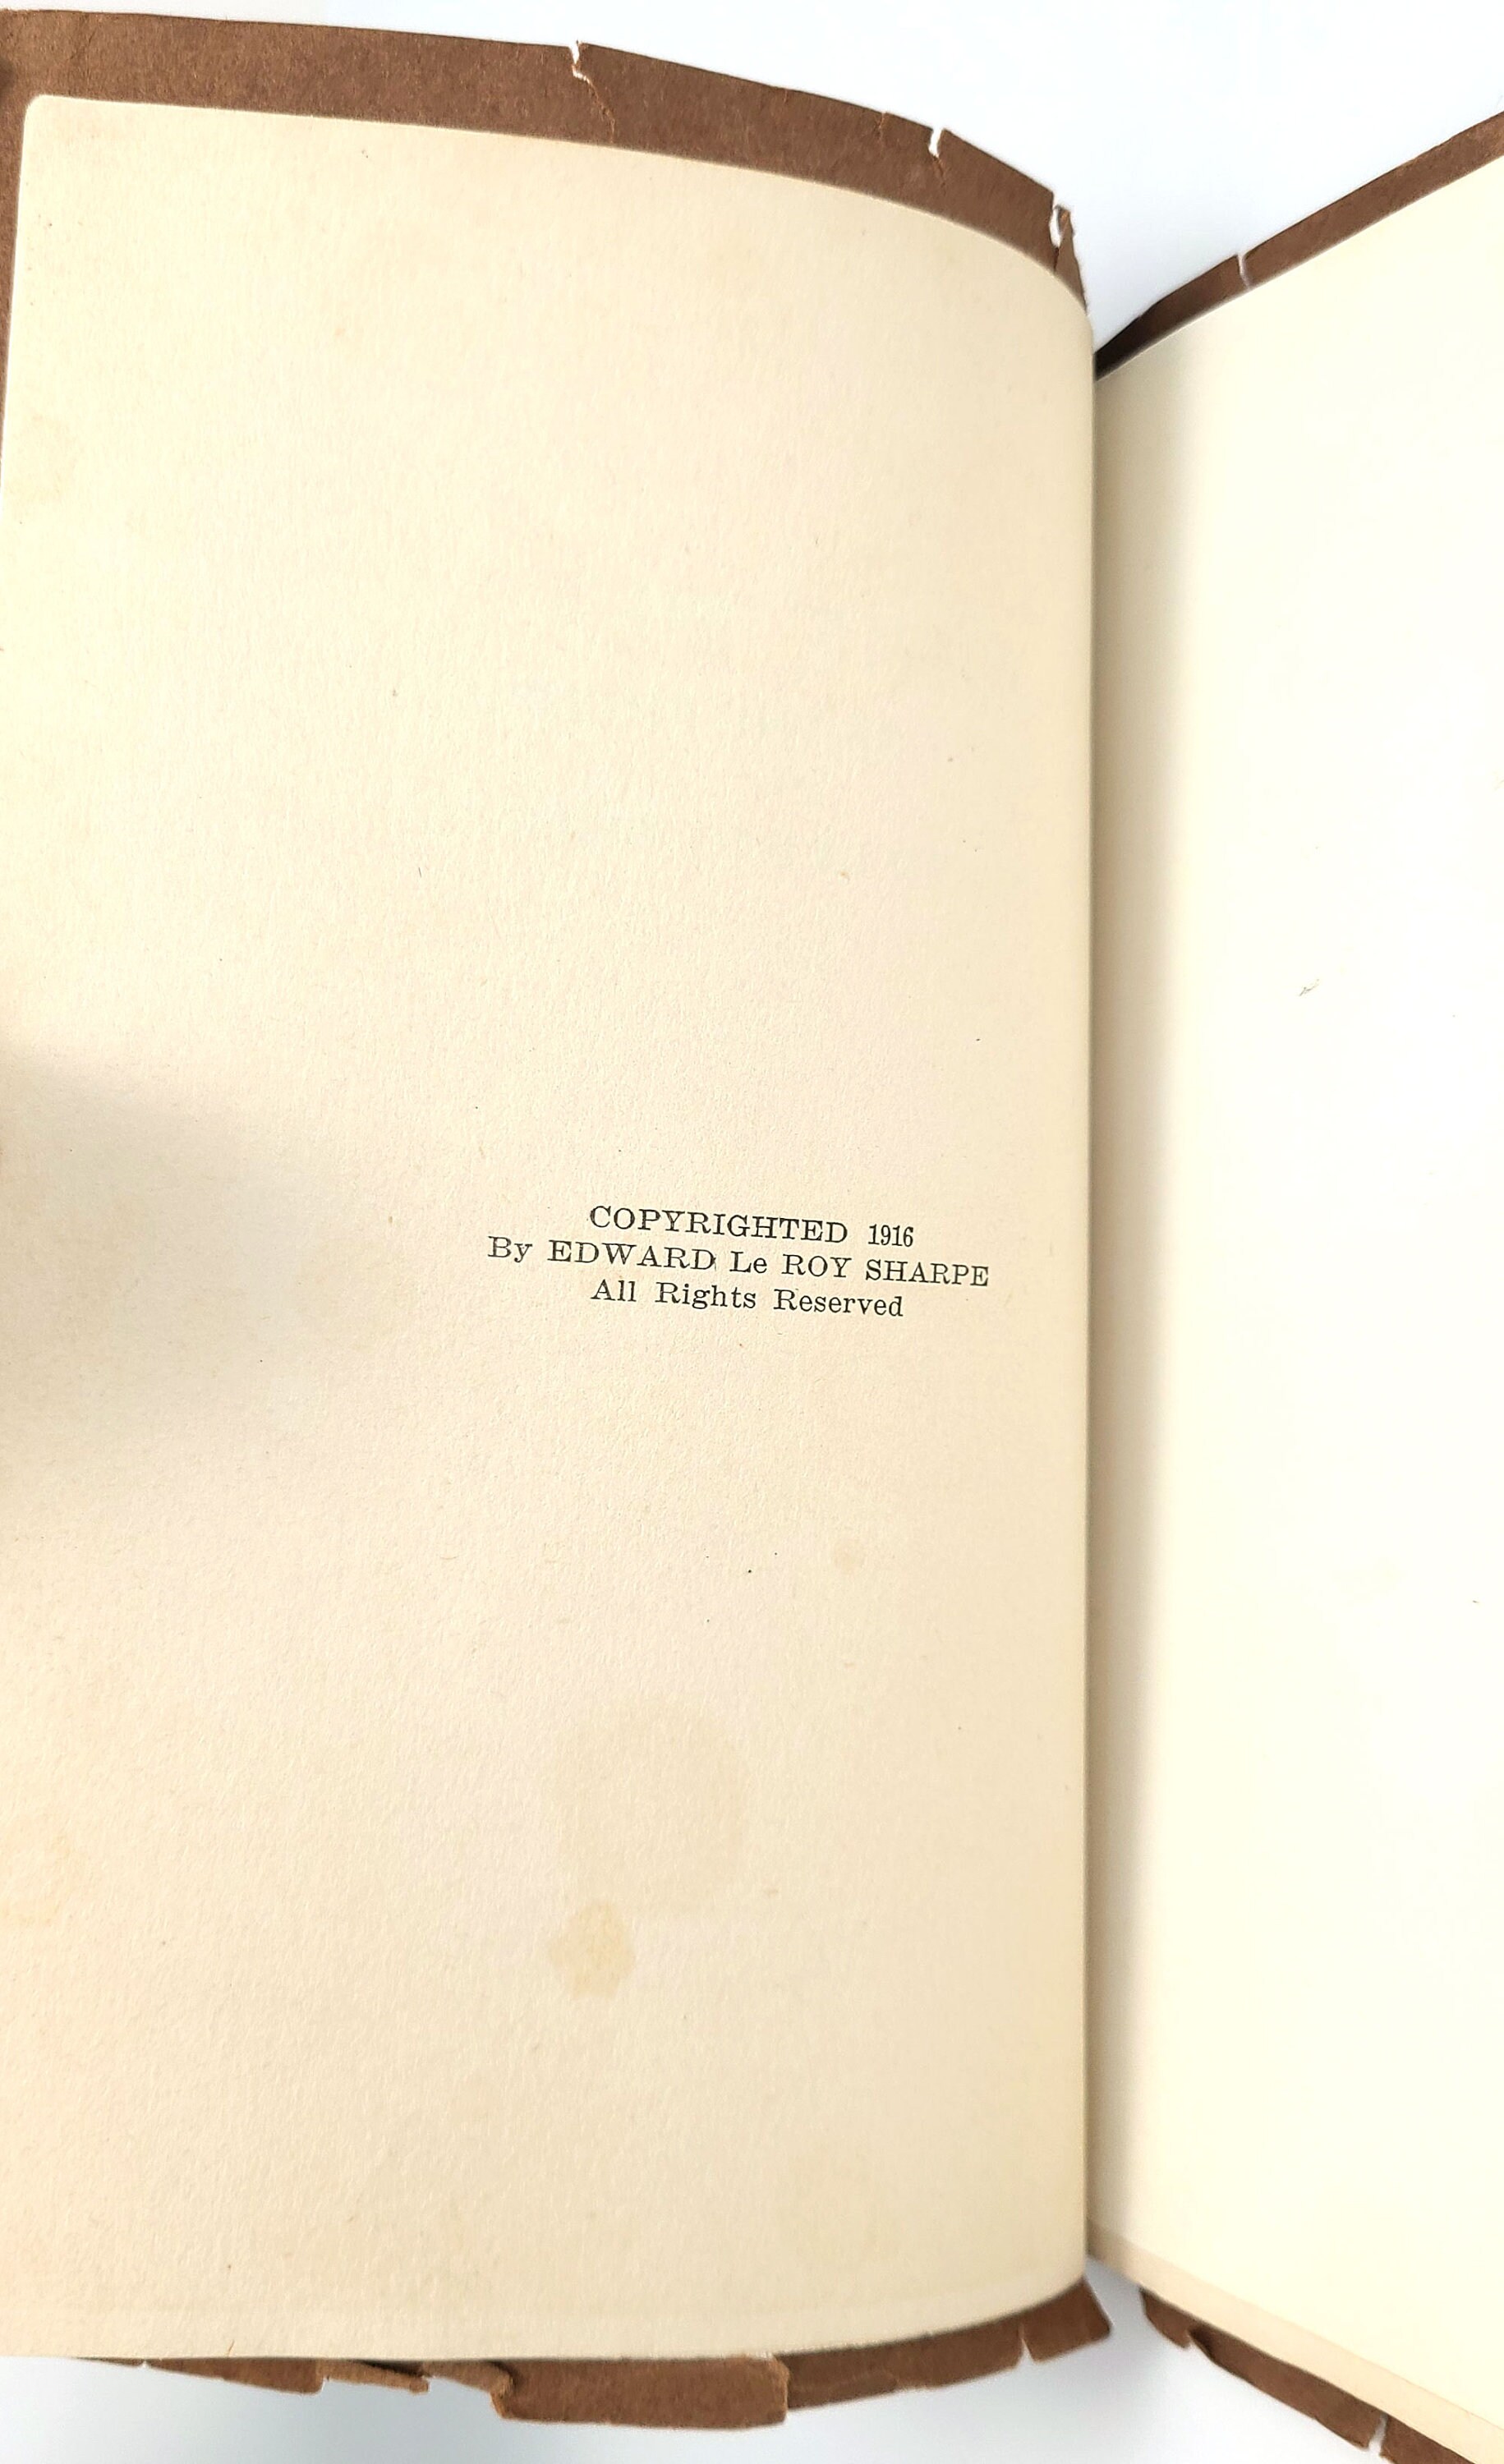 COPYRIGHTED 1916
By EDWARD Le ROY SHARPE
All Rights Reserved